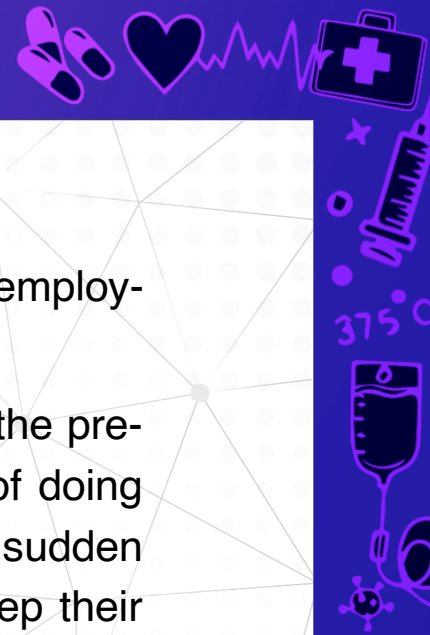 employ-
the pre-
of doing
sudden
ep their
375